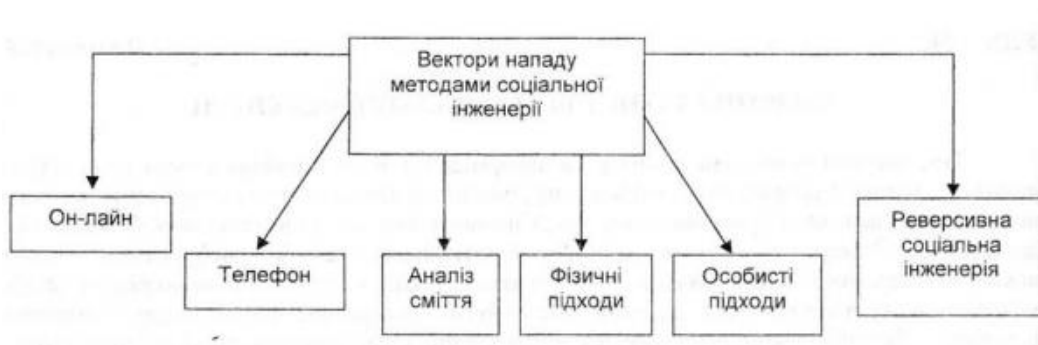 Вектори нападу
методами соціальної
інженерії
Он-лайн
Телефон
Аналіз
сміття
Фізичні
підходи
Особисті
підходи
Реверсивна
соціальна
інженерія